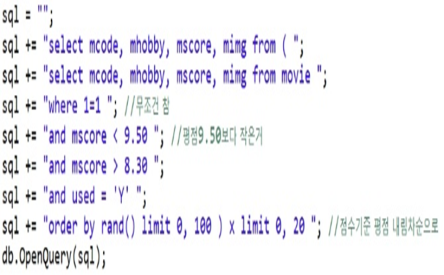 sql = "";
sql += "select mcode, mhobby, mscore, mimg from ( ";
sql += "select mcode, mhobby, mscore, mimg from movie ";
sql += "where 1=1 "; //무조건 참
sql += "and mscore < 9.50 "; //평점9.50보다 작은거
sql += "and mscore > 8.30 ";
sql += "and used = 'Y' ";
sql += "order by rand() limit 0, 100 ) x limit 0, 20 "; //점수기준 평점 내림차순으로
db.OpenQuery(sql);